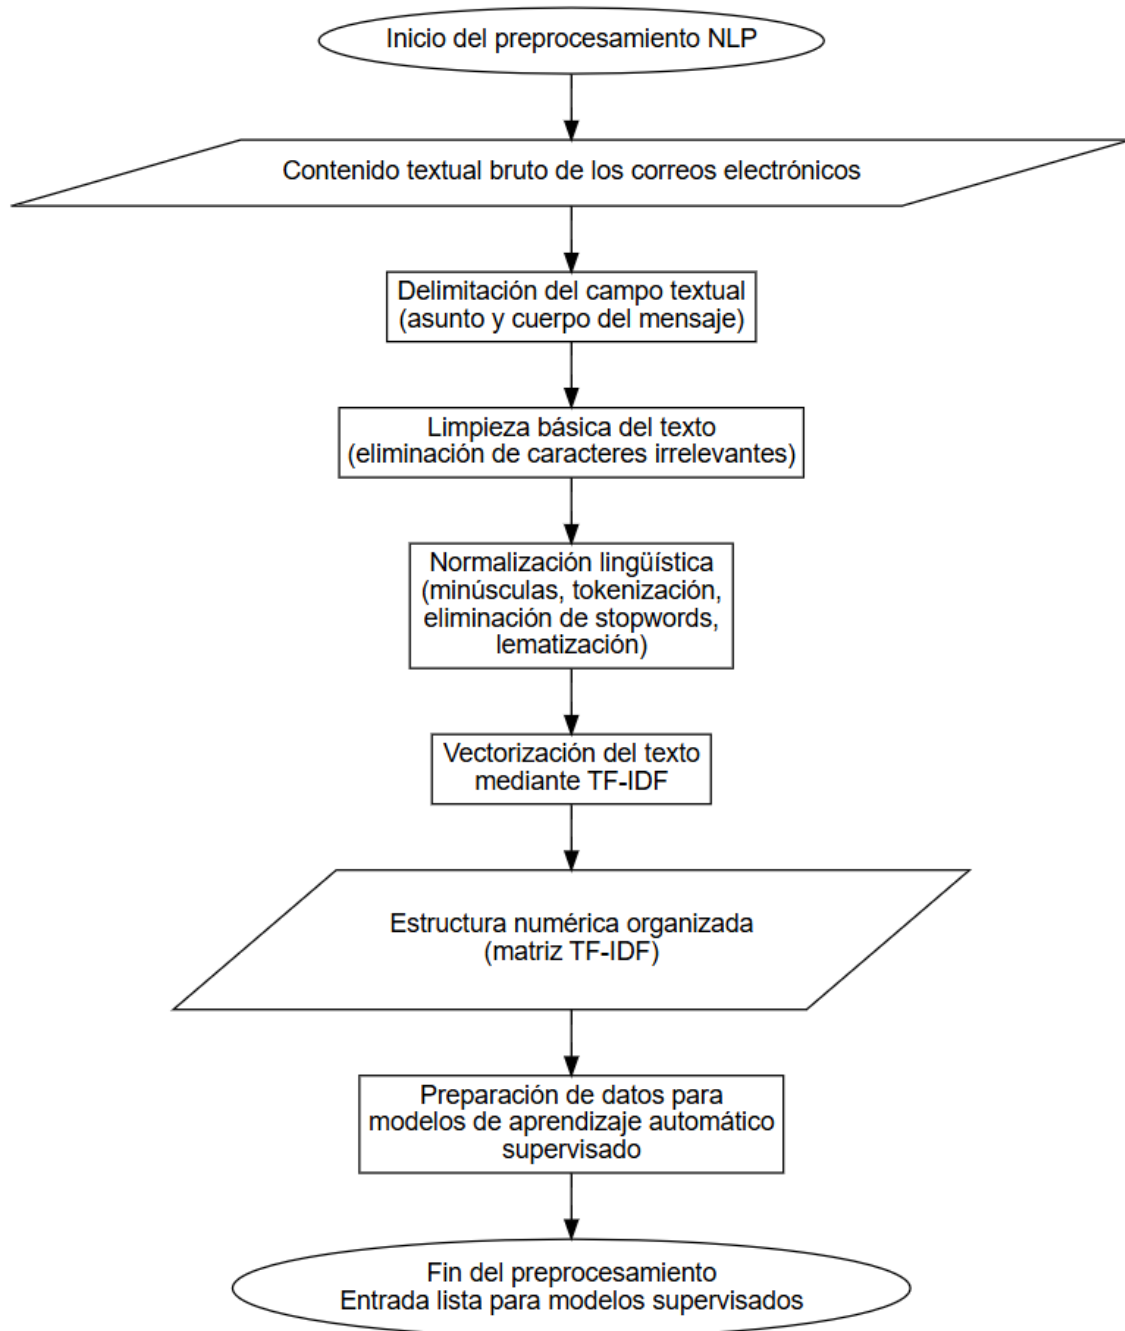 Inicio del preprocesamiento NLP
Contenido textual bruto de los correos electrónicos
Delimitación del campo textual
(asunto y cuerpo del mensaje)
Limpieza básica del texto
(eliminación de caracteres irrelevantes)
Normalización lingüística
(minúsculas, tokenización,
eliminación de stopwords,
lematización)
Vectorización del texto
mediante TF-IDF
Estructura numérica organizada
(matriz TF-IDF)
Preparación de datos para
modelos de aprendizaje automático
supervisado
Fin del preprocesamiento
Entrada lista para modelos supervisados